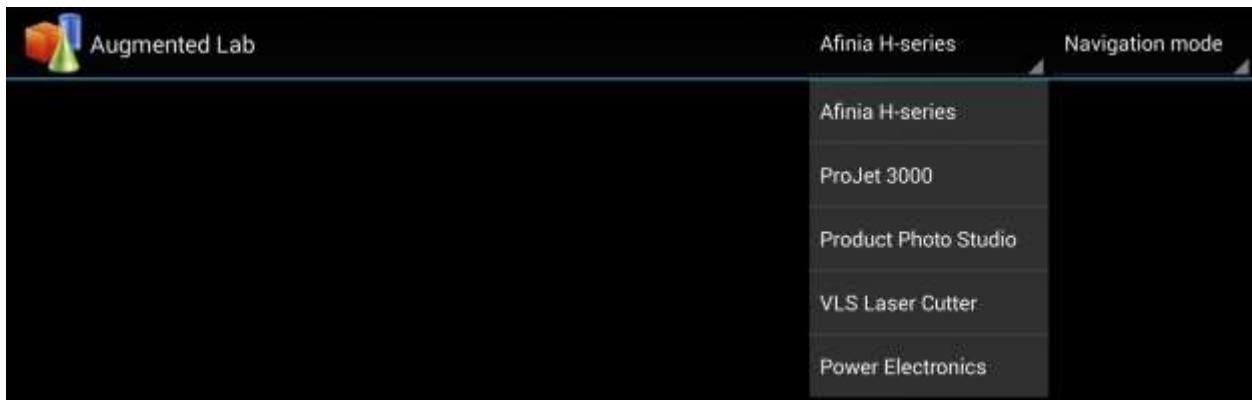 Augmented Lab
Afinia H-series
Navigation mode
Afinia H-series
ProJet 3000
Product Photo Studio
VLS Laser Cutter
Power Electronics